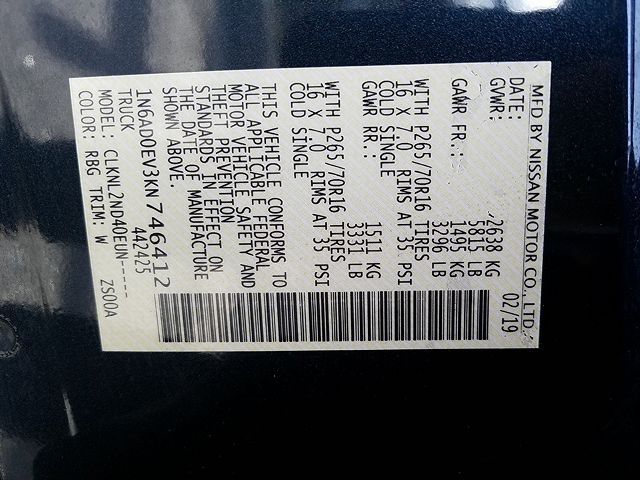 MFD BY NISSAN MOTOR CO., LTD.
DATE: 02/19
GVWR: 2638 KG
5815 LB
GAWR FR.: 1495 KG
3296 LB
WITH P265/70R16 TIRES
16 X 7.0 RIMS AT 35 PSI
COLD SINGLE
GAWR RR.: 1511 KG
3331 LB
WITH P265/70R16 TIRES
16 X 7.0 RIMS AT 35 PSI
COLD SINGLE
THIS VEHICLE CONFORMS TO
ALL APPLICABLE FEDERAL
MOTOR VEHICLE SAFETY AND
THEFT PREVENTION
STANDARDS IN EFFECT ON
THE DATE OF MANUFACTURE
SHOWN ABOVE.
1N6AD0EV3KN746412
TRUCK 442425
MODEL: CLKNL2ND40EUN-----
COLOR: RBG TRIM: W ZS00A